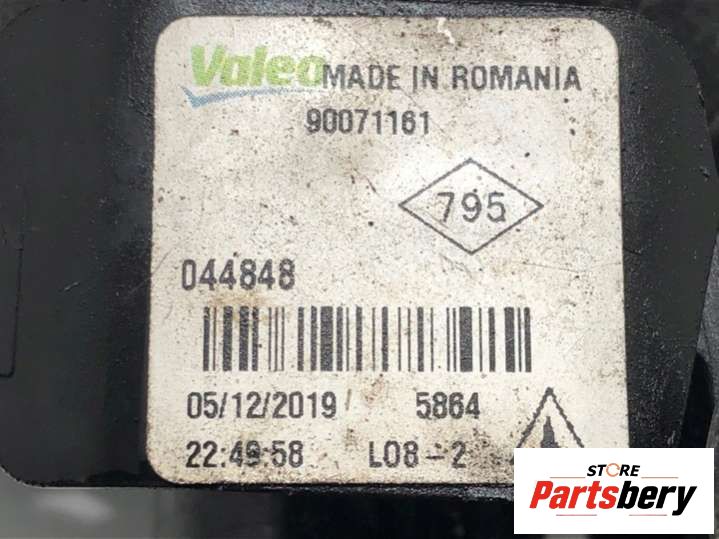 Valeo MADE IN ROMANIA
90071161
795
044848
05/12/2019 5864
22:49:58 L08-2
STORE
Partsbery